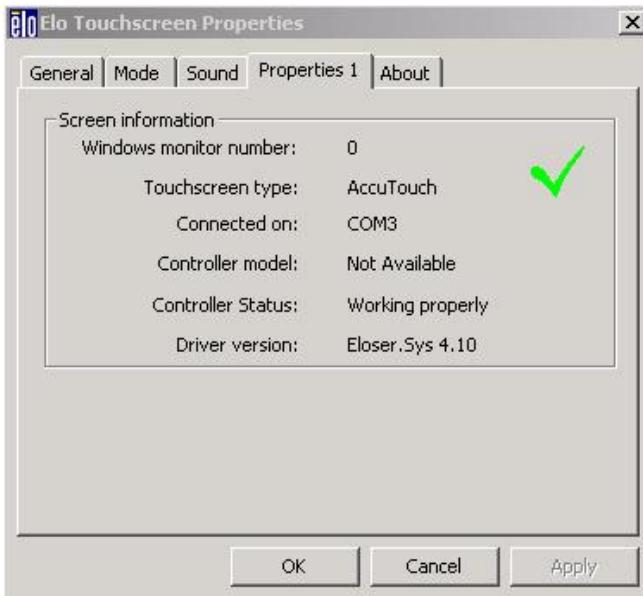 elo Elo Touchscreen Properties
General Mode Sound Properties 1 About
Screen information
Windows monitor number: 0
Touchscreen type: AccuTouch
Connected on: COM3
Controller model: Not Available
Controller Status: Working properly
Driver version: Eloser.Sys 4.10
OK Cancel Apply